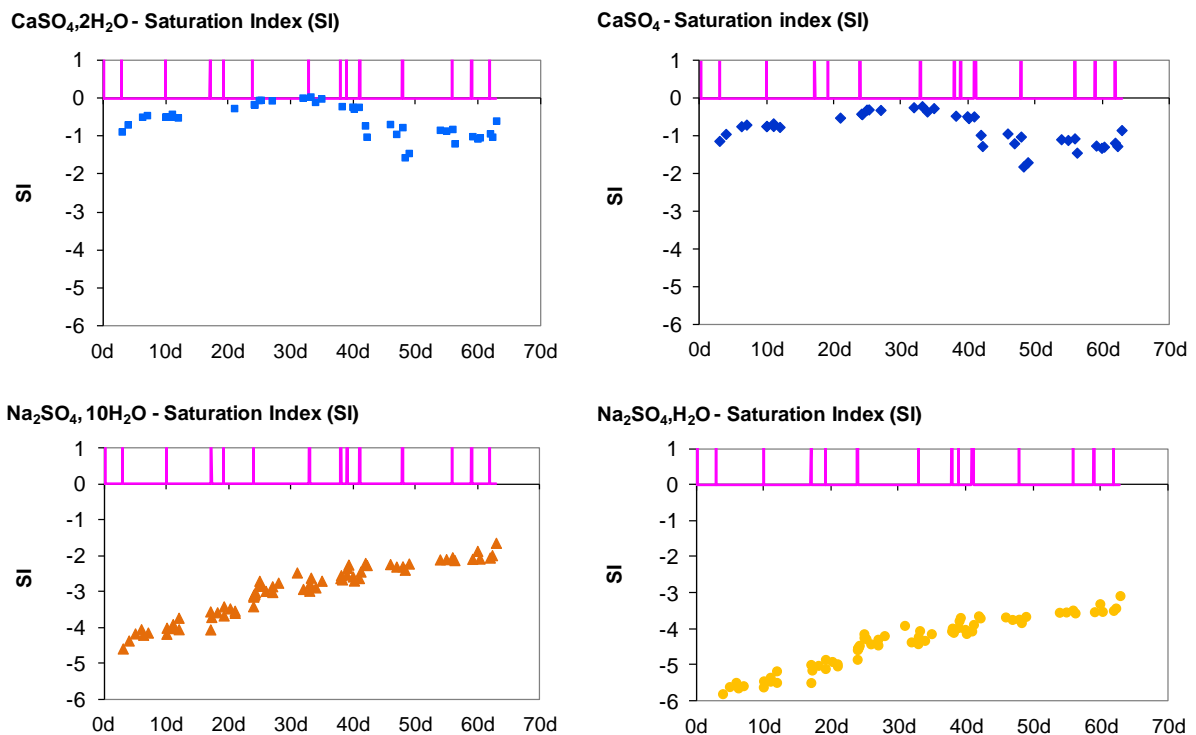 CaSO₄,2H₂O - Saturation Index (SI)
1
0
-1
-2
-3
-4
-5
-6
SI
0d 10d 20d 30d 40d 50d 60d 70d
CaSO₄ - Saturation index (SI)
1
0
-1
-2
-3
-4
-5
-6
SI
0d 10d 20d 30d 40d 50d 60d 70d
Na₂SO₄, 10H₂O - Saturation Index (SI)
1
0
-1
-2
-3
-4
-5
-6
SI
0d 10d 20d 30d 40d 50d 60d 70d
Na₂SO₄,H₂O - Saturation Index (SI)
1
0
-1
-2
-3
-4
-5
-6
SI
0d 10d 20d 30d 40d 50d 60d 70d